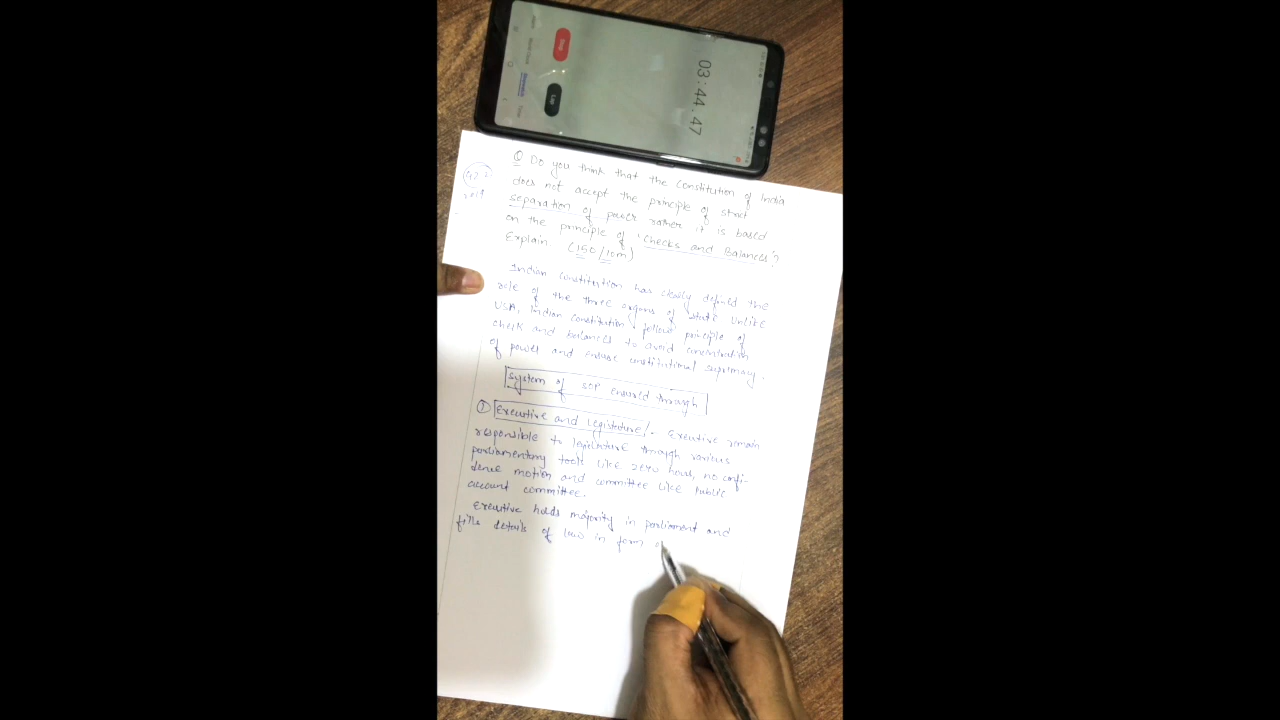 03:44.47
Stop
Lap
2019
Q Do you think that the Constitution of India
does not accept the principle of strict
separation of power rather it is based
on the principle of 'Checks and Balances'?
Explain (150/10m)
Indian constitution has clearly defined the
role of the three organs of state. Unlike
USA, Indian constitution follows principle of
check and balances to avoid concentration
of power and ensure constitutional supremacy.
System of SOP ensured through
① Executive and Legislature/- Executive remain
responsible to legislature through various
parliamentary tools like zero hour, no confi-
dence motion and committee like Public
account committee.
Executive holds majority in parliament and
fills details of law in form